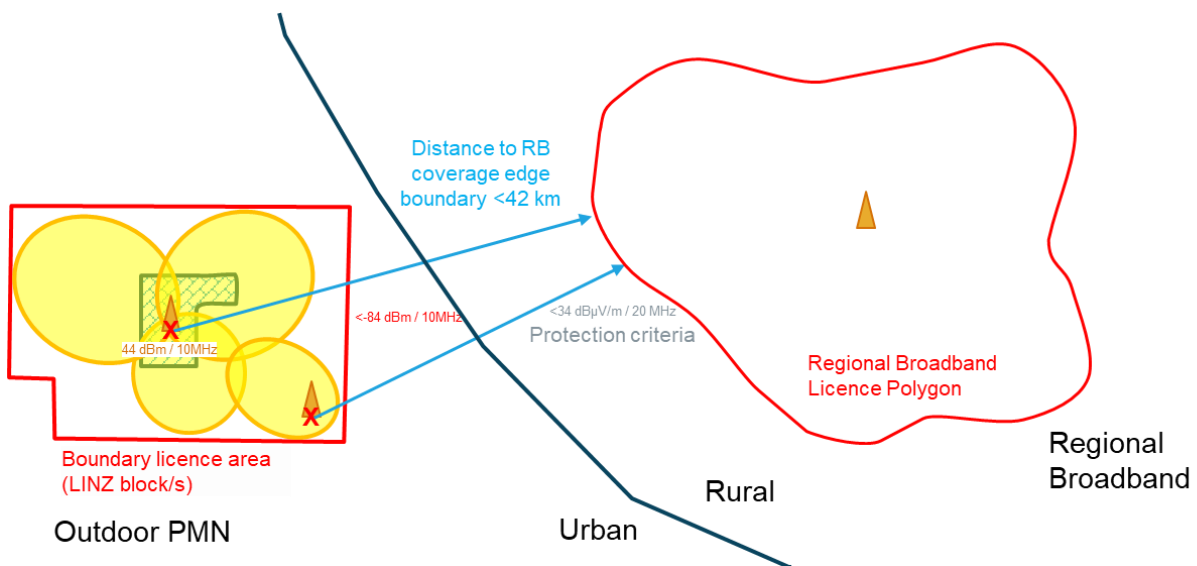 Distance to RB
coverage edge
boundary <42 km
<-84 dBm / 10MHz
<34 dBµV/m / 20 MHz
Protection criteria
X
44 dBm / 10MHz
X
Regional Broadband
Licence Polygon
Boundary licence area
(LINZ block/s)
Outdoor PMN
Urban
Rural
Regional
Broadband